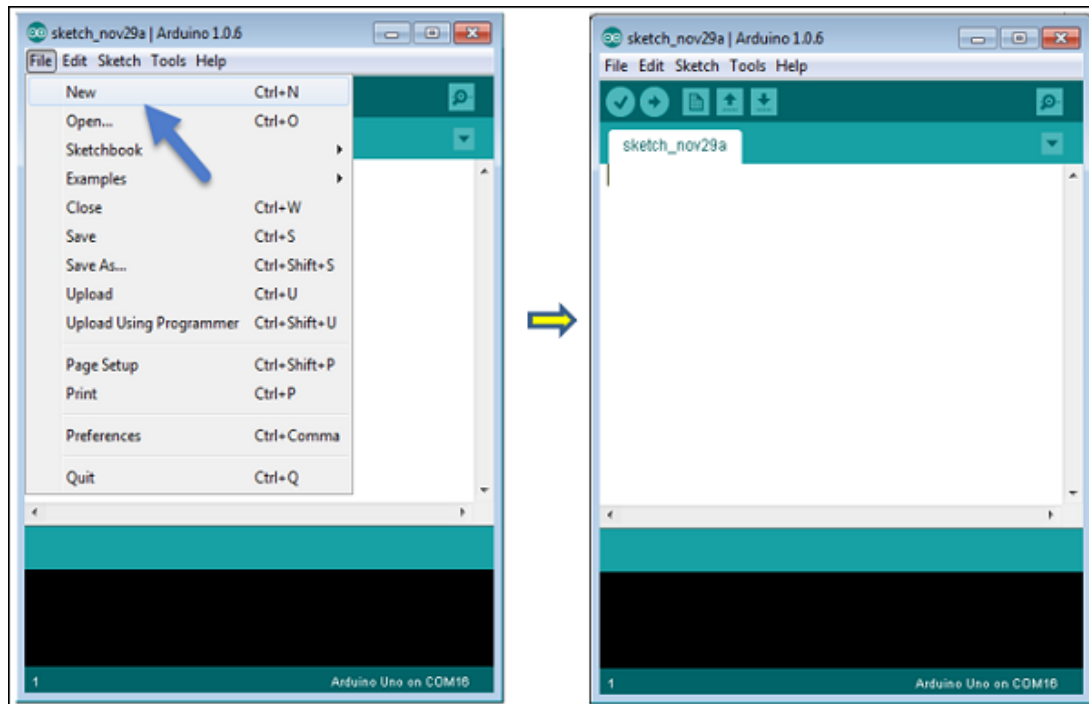 sketch_nov29a | Arduino 1.0.6
File Edit Sketch Tools Help
New Ctrl+N
Open... Ctrl+O
Sketchbook
Examples
Close Ctrl+W
Save Ctrl+S
Save As... Ctrl+Shift+S
Upload Ctrl+U
Upload Using Programmer Ctrl+Shift+U
Page Setup Ctrl+Shift+P
Print Ctrl+P
Preferences Ctrl+Comma
Quit Ctrl+Q
1 Arduino Uno on COM16
sketch_nov29a | Arduino 1.0.6
File Edit Sketch Tools Help
sketch_nov29a
1 Arduino Uno on COM16